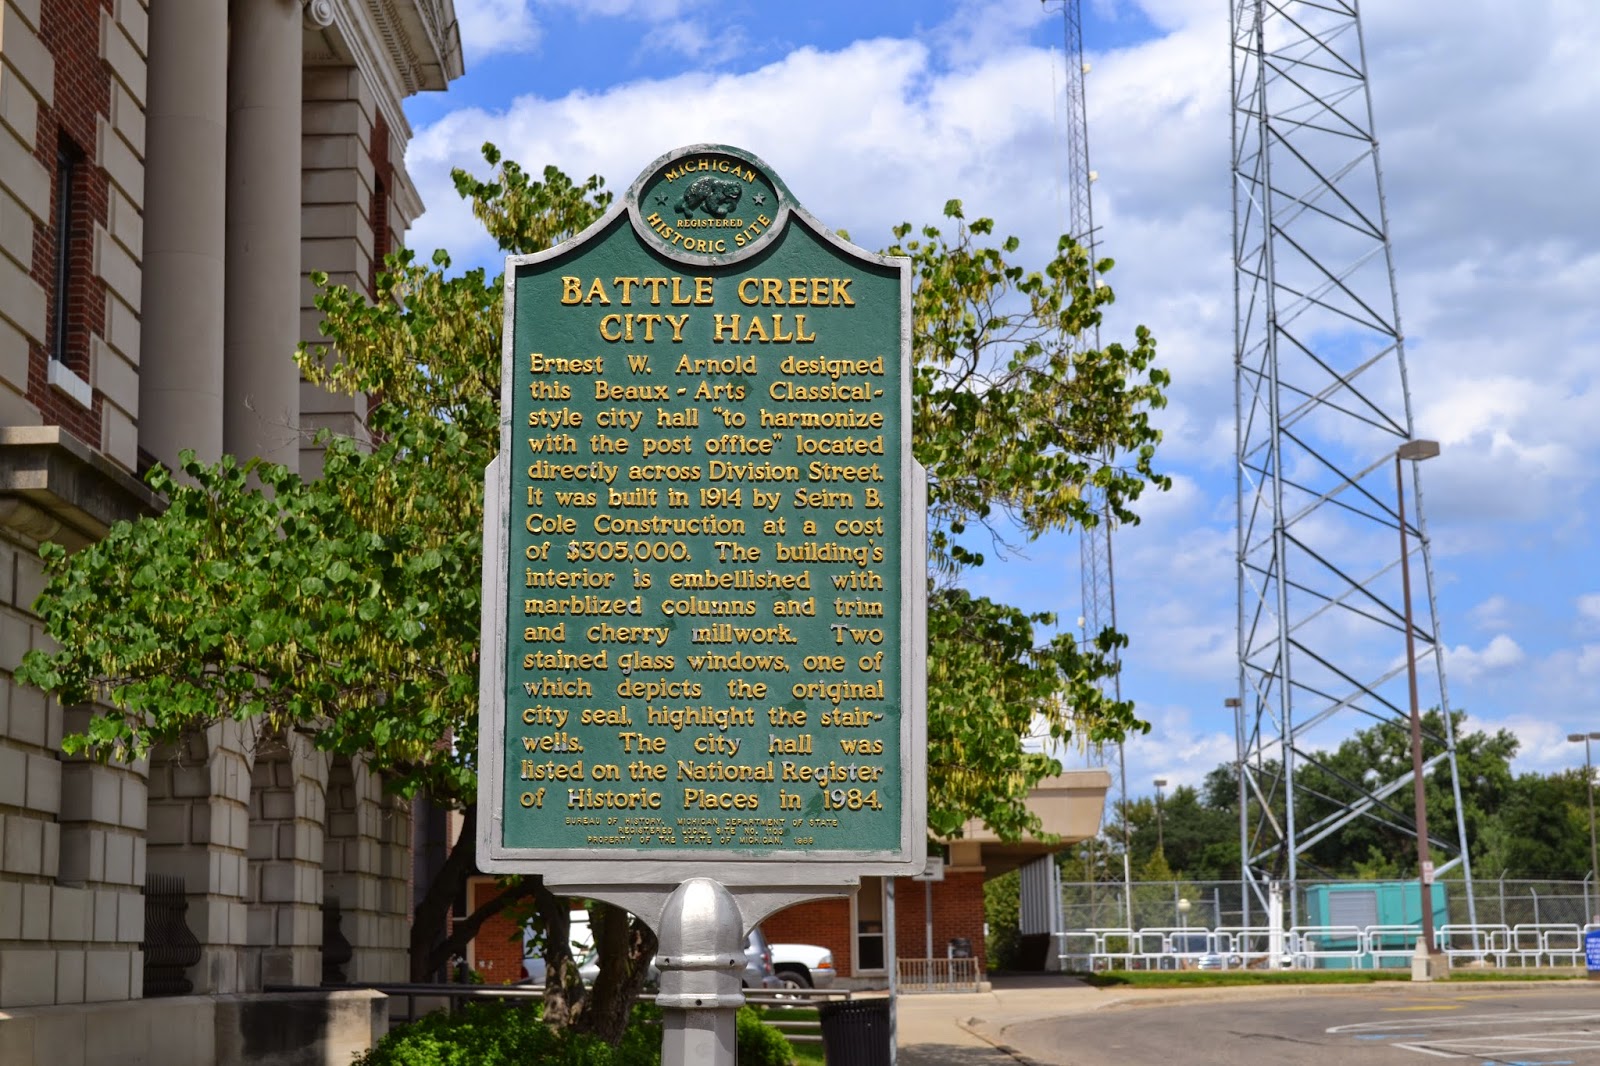 MICHIGAN
REGISTERED
HISTORIC SITE
BATTLE CREEK
CITY HALL
Ernest W. Arnold designed
this Beaux-Arts Classical-
style city hall "to harmonize
with the post office" located
directly across Division Street.
It was built in 1914 by Seirn B.
Cole Construction at a cost
of $305,000. The building's
interior is embellished with
marblized columns and trim
and cherry millwork. Two
stained glass windows, one of
which depicts the original
city seal, highlight the stair-
wells. The city hall was
listed on the National Register
of Historic Places in 1984.
BUREAU OF HISTORY, MICHIGAN DEPARTMENT OF STATE
REGISTERED LOCAL SITE NO.
PROPERTY OF THE STATE OF MICHIGAN,